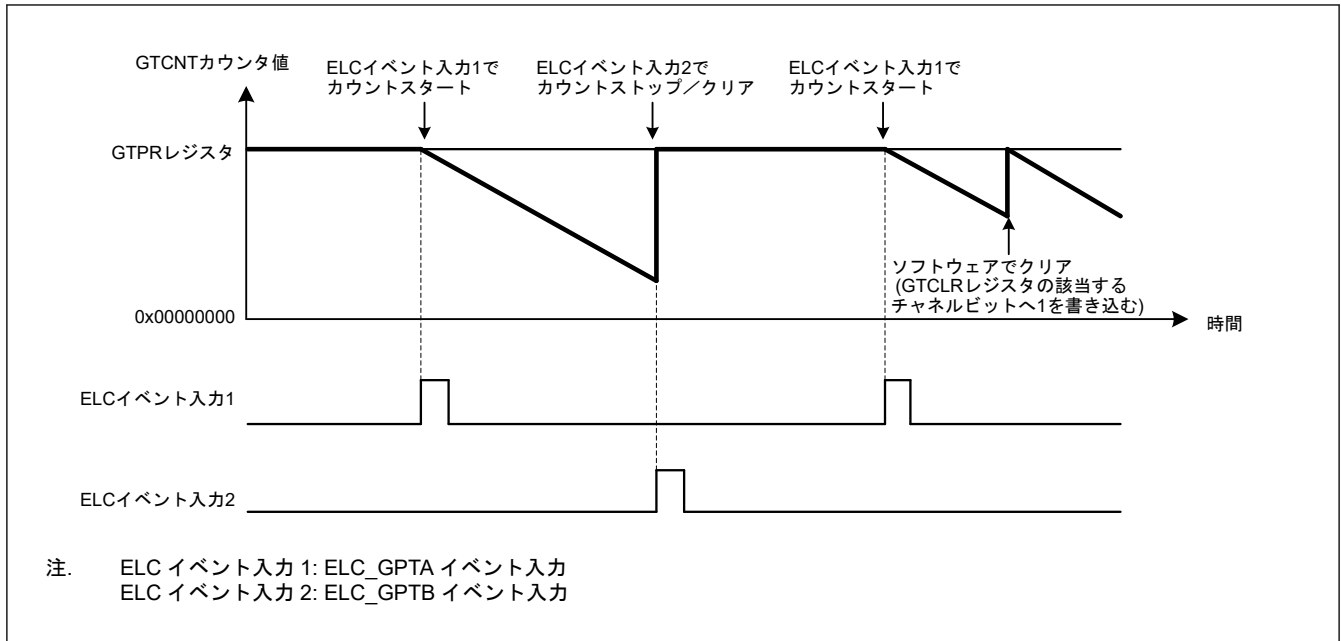 GTCNTカウンタ値
ELCイベント入力1で
カウントスタート
ELCイベント入力2で
カウントストップ／クリア
ELCイベント入力1で
カウントスタート
GTPRレジスタ
ソフトウェアでクリア
(GTCLRレジスタの該当する
チャネルビットへ1を書き込む)
0x00000000
時間
ELCイベント入力1
ELCイベント入力2
注. ELC イベント入力 1: ELC_GPTA イベント入力
ELC イベント入力 2: ELC_GPTB イベント入力